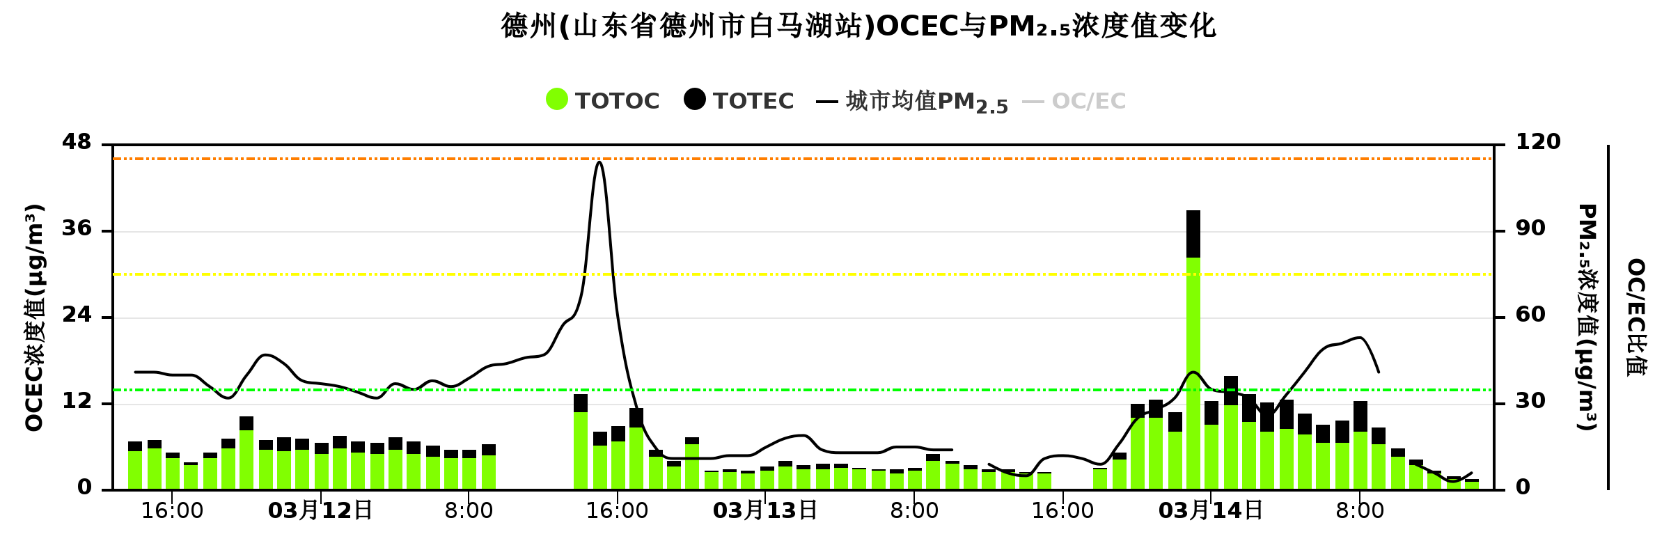 德州(山东省德州市白马湖站)OCEC与PM₂.₅浓度值变化
TOTOC TOTEC 城市均值PM2.5 OC/EC
OCEC浓度值(μg/m³)
48
36
24
12
0
120
90
60
30
0
PM₂.₅浓度值(μg/m³)
OC/EC比值
16:00 03月12日 8:00 16:00 03月13日 8:00 16:00 03月14日 8:00